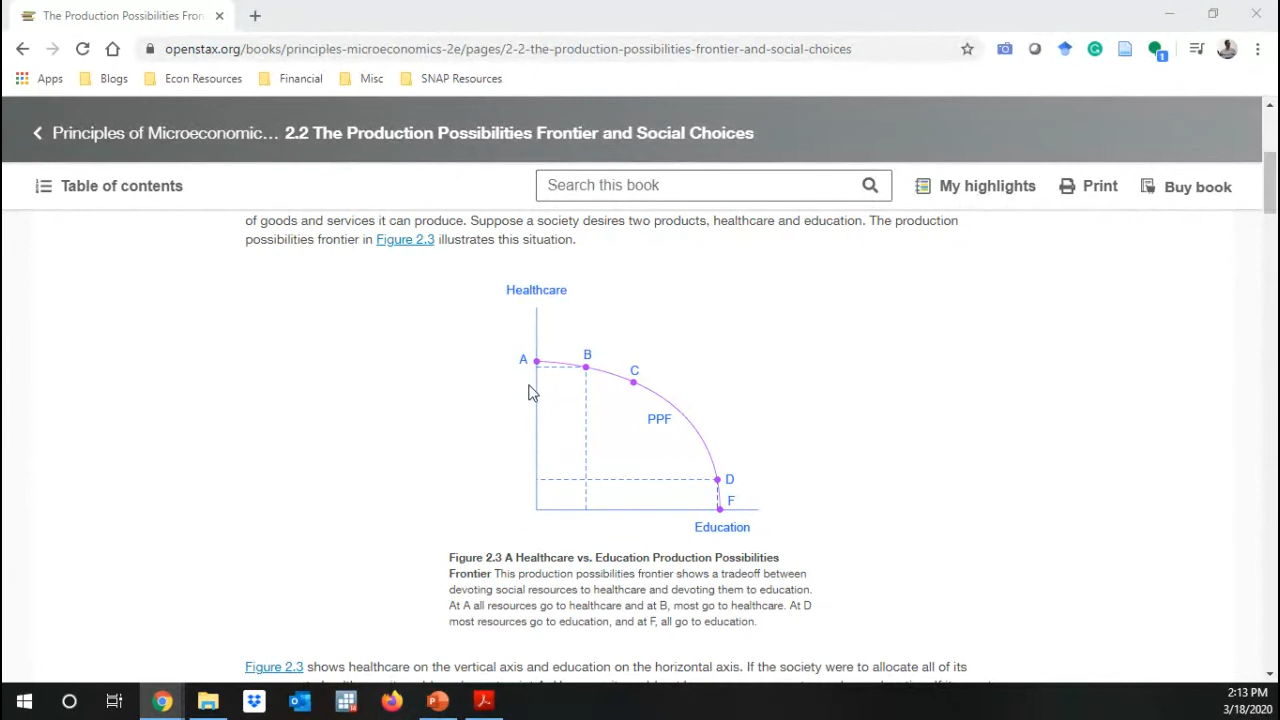 The Production Possibilities Fron
openstax.org/books/principles-microeconomics-2e/pages/2-2-the-production-possibilities-frontier-and-social-choices
1
Apps
Blogs
Econ Resources
Financial
Misc
SNAP Resources
Principles of Microeconomic... 2.2 The Production Possibilities Frontier and Social Choices
Table of contents
Search this book
My highlights
Print
Buy book
of goods and services it can produce. Suppose a society desires two products, healthcare and education. The production
possibilities frontier in Figure 2.3 illustrates this situation.
Healthcare
A
B
C
PPF
D
F
Education
Figure 2.3 A Healthcare vs. Education Production Possibilities
Frontier This production possibilities frontier shows a tradeoff between
devoting social resources to healthcare and devoting them to education.
At A all resources go to healthcare and at B, most go to healthcare. At D
most resources go to education, and at F, all go to education.
Figure 2.3 shows healthcare on the vertical axis and education on the horizontal axis. If the society were to allocate all of its
2:13 PM
3/18/2020